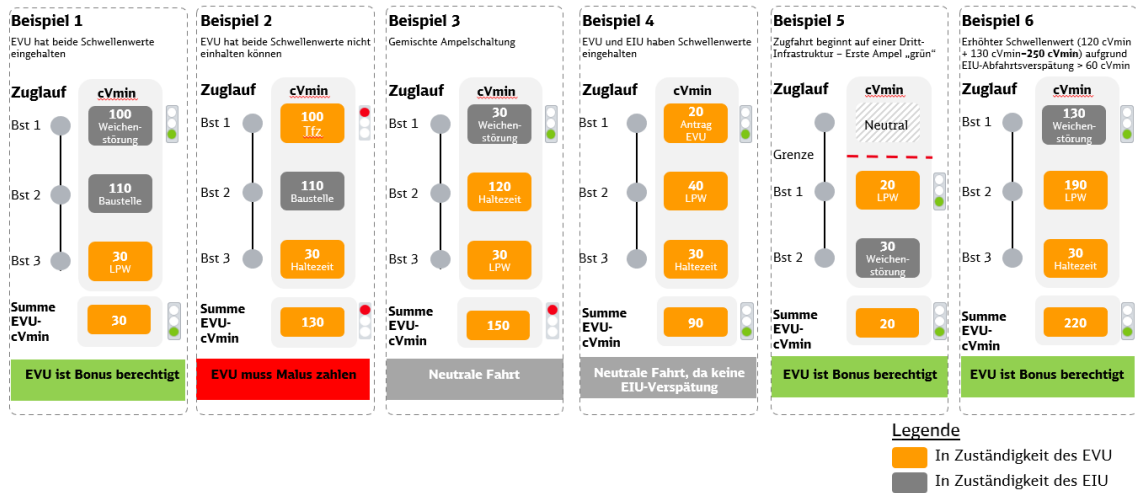 Beispiel 1
EVU hat beide Schwellenwerte
eingehalten
Zuglauf
cVmin
Bst 1
100
Weichen-
störung
Bst 2
110
Baustelle
Bst 3
30
LPW
Summe
EVU-
cVmin
30
EVU ist Bonus berechtigt
Beispiel 2
EVU hat beide Schwellenwerte nicht
einhalten können
Zuglauf
cVmin
Bst 1
100
Tfz
Bst 2
110
Baustelle
Bst 3
30
Haltezeit
Summe
EVU-
cVmin
130
EVU muss Malus zahlen
Beispiel 3
Gemischte Ampelschaltung
Zuglauf
cVmin
Bst 1
30
Weichen-
störung
Bst 2
120
Haltezeit
Bst 3
30
LPW
Summe
EVU-
cVmin
150
Neutrale Fahrt
Beispiel 4
EVU und EIU haben Schwellenwerte
eingehalten
Zuglauf
cVmin
Bst 1
20
Antrag
EVU
Bst 2
40
LPW
Bst 3
30
Haltezeit
Summe
EVU-
cVmin
90
Neutrale Fahrt, da keine
EIU-Verspätung
Beispiel 5
Zugfahrt beginnt auf einer Dritt-
Infrastruktur – Erste Ampel „grün“
Zuglauf
cVmin
Neutral
Grenze
Bst 1
20
LPW
Bst 2
30
Weichen-
störung
Summe
EVU-
cVmin
20
EVU ist Bonus berechtigt
Beispiel 6
Erhöhter Schwellenwert (120 cVmin
+ 130 cVmin=250 cVmin) aufgrund
EIU-Abfahrtsverspätung > 60 cVmin
Zuglauf
cVmin
Bst 1
130
Weichen-
störung
Bst 2
190
LPW
Bst 3
30
Haltezeit
Summe
EVU-
cVmin
220
EVU ist Bonus berechtigt
Legende
In Zuständigkeit des EVU
In Zuständigkeit des EIU